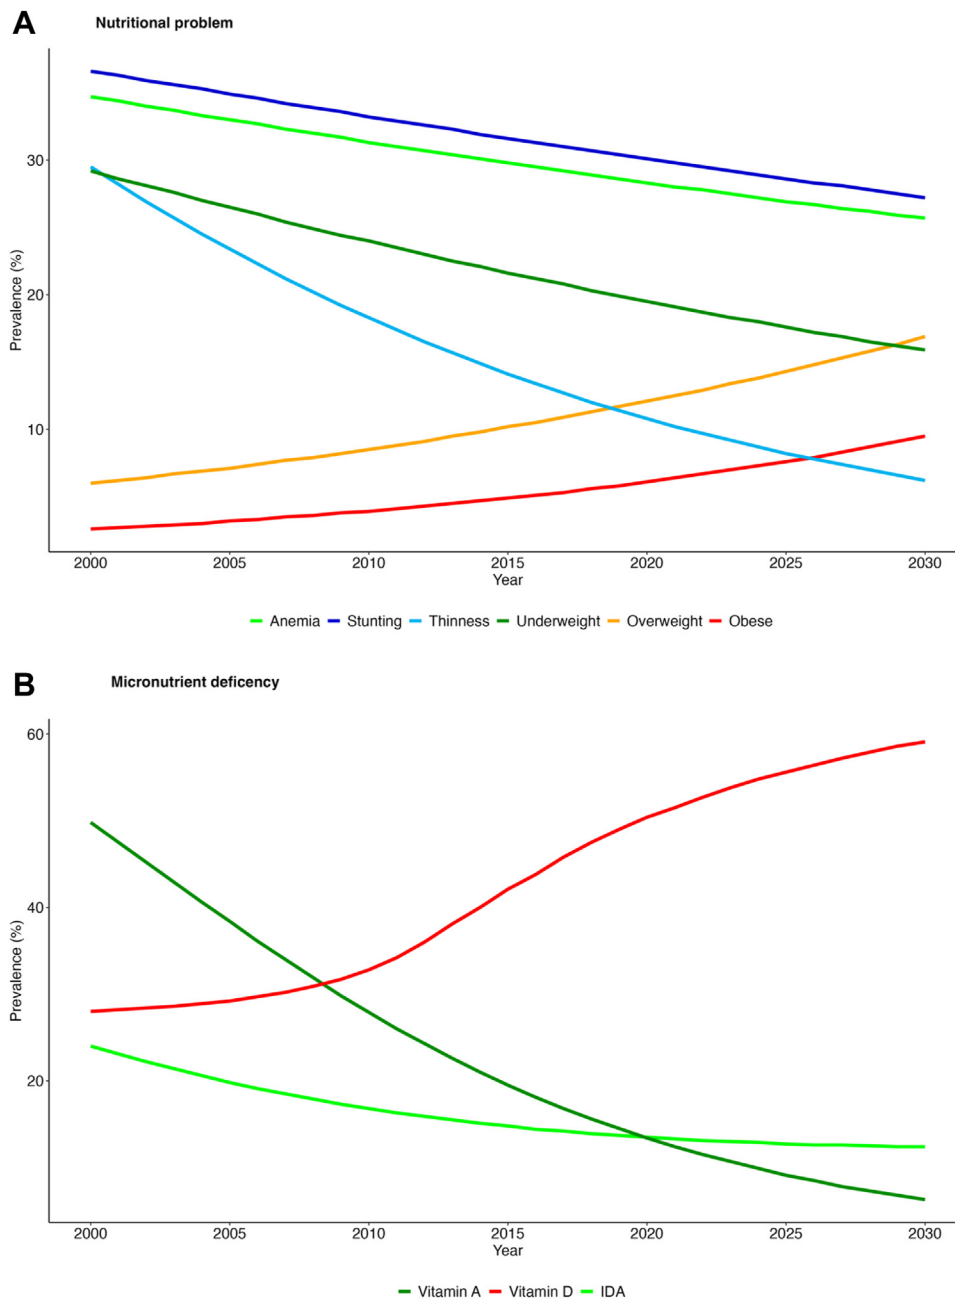 A
Nutritional problem
Prevalence (%)
30
20
10
2000 2005 2010 2015 2020 2025 2030
Year
Anemia Stunting Thinness Underweight Overweight Obese
B
Micronutrient deficency
Prevalence (%)
60
40
20
2000 2005 2010 2015 2020 2025 2030
Year
Vitamin A Vitamin D IDA